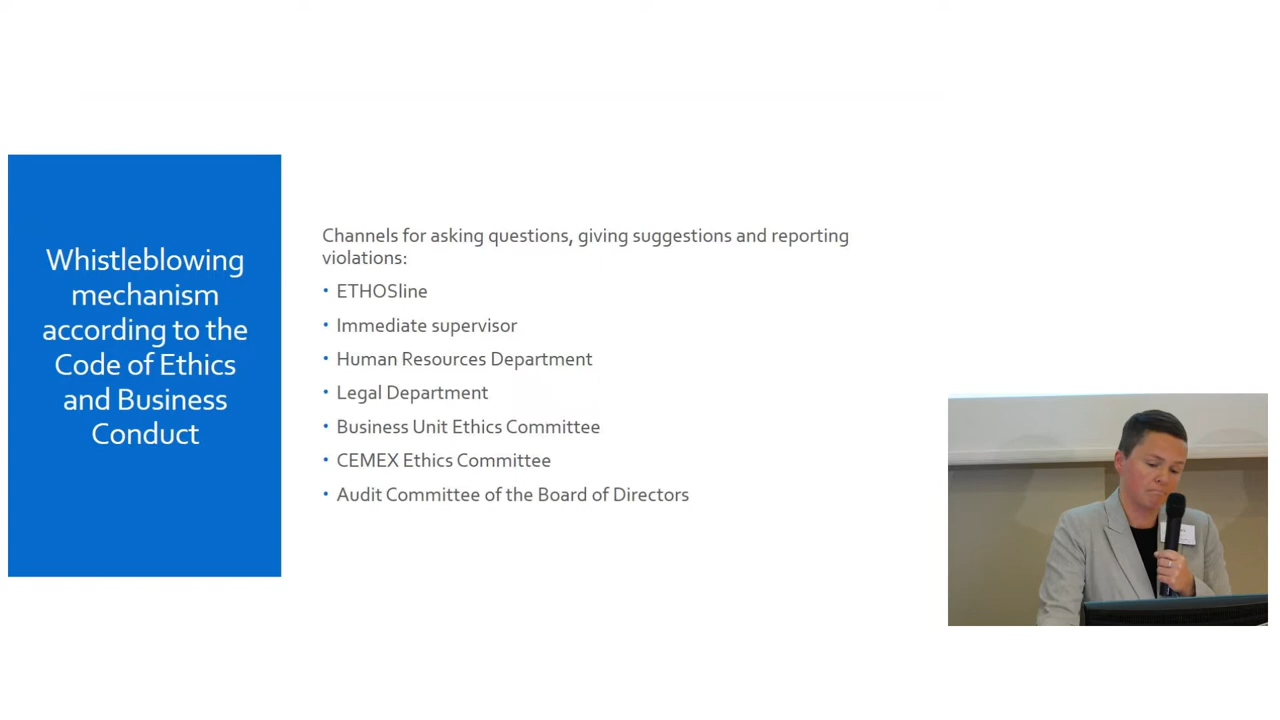 Whistleblowing
mechanism
according to the
Code of Ethics
and Business
Conduct
Channels for asking questions, giving suggestions and reporting
violations:
• ETHOSline
• Immediate supervisor
• Human Resources Department
• Legal Department
• Business Unit Ethics Committee
• CEMEX Ethics Committee
• Audit Committee of the Board of Directors